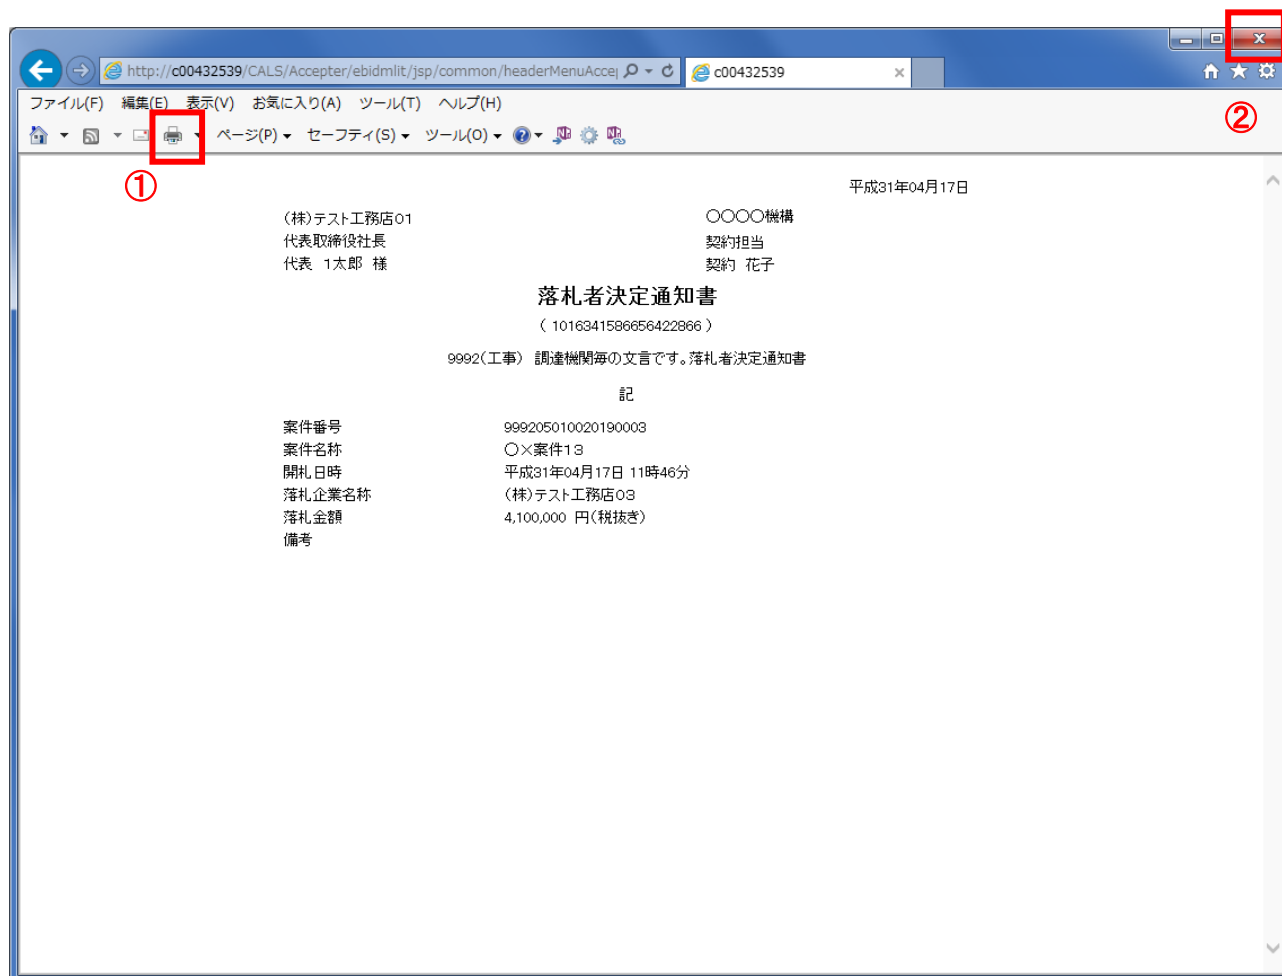 http://c00432539/CALS/Accepter/ebidmlit/jsp/common/headerMenuAccep
c00432539
ファイル(F) 編集(E) 表示(V) お気に入り(A) ツール(T) ヘルプ(H)
ページ(P) セーフティ(S) ツール(O)
①
②
平成31年04月17日
(株)テスト工務店01
〇〇〇〇機構
代表取締役社長
契約担当
代表 1太郎 様
契約 花子
落札者決定通知書
( 1016341586656422866 )
9992(工事) 調達機関毎の文言です。落札者決定通知書
記
案件番号 999205010020190003
案件名称 〇×案件13
開札日時 平成31年04月17日 11時46分
落札企業名称 (株)テスト工務店03
落札金額 4,100,000 円(税抜き)
備考